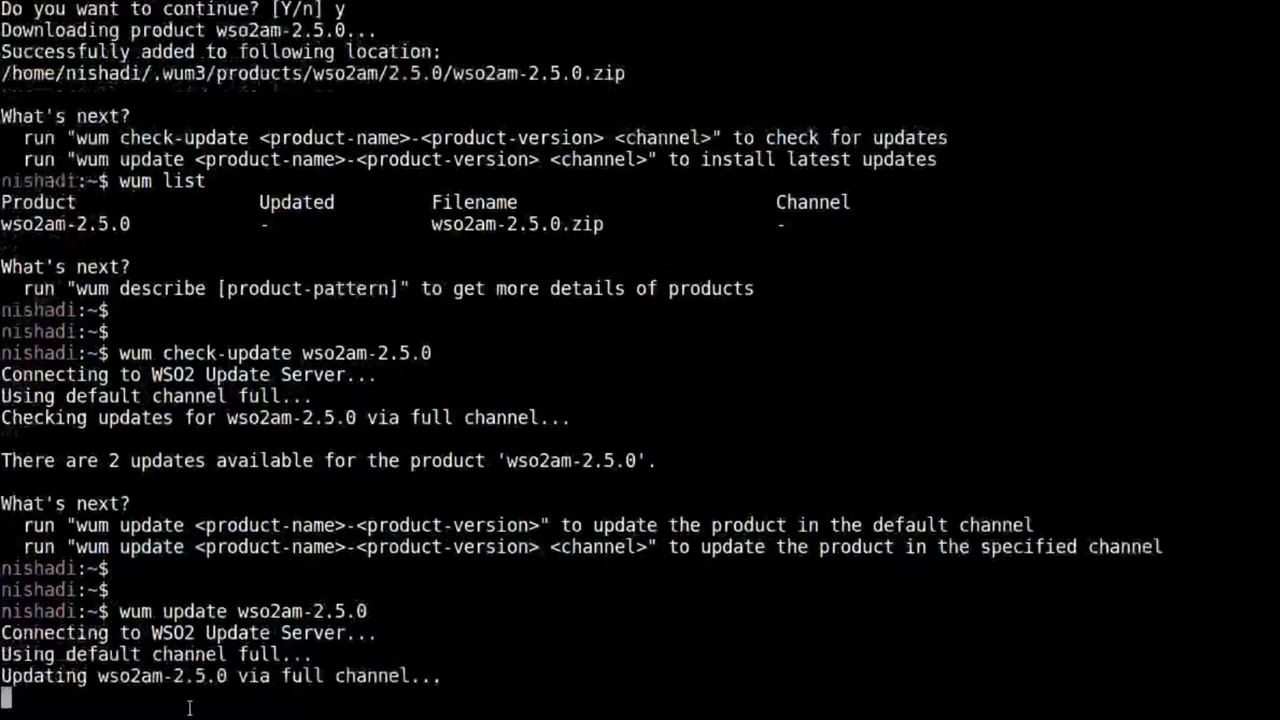 Do you want to continue? [Y/n] y
Downloading product wso2am-2.5.0...
Successfully added to following location:
/home/nishadi/.wum3/products/wso2am/2.5.0/wso2am-2.5.0.zip
What's next?
run "wum check-update <product-name>-<product-version> <channel>" to check for updates
run "wum update <product-name>-<product-version> <channel>" to install latest updates
nishadi:~$ wum list
Product Updated Filename Channel
wso2am-2.5.0 - wso2am-2.5.0.zip -
What's next?
run "wum describe [product-pattern]" to get more details of products
nishadi:~$
nishadi:~$
nishadi:~$ wum check-update wso2am-2.5.0
Connecting to WSO2 Update Server...
Using default channel full...
Checking updates for wso2am-2.5.0 via full channel...
There are 2 updates available for the product 'wso2am-2.5.0'.
What's next?
run "wum update <product-name>-<product-version>" to update the product in the default channel
run "wum update <product-name>-<product-version> <channel>" to update the product in the specified channel
nishadi:~$
nishadi:~$
nishadi:~$ wum update wso2am-2.5.0
Connecting to WSO2 Update Server...
Using default channel full...
Updating wso2am-2.5.0 via full channel...